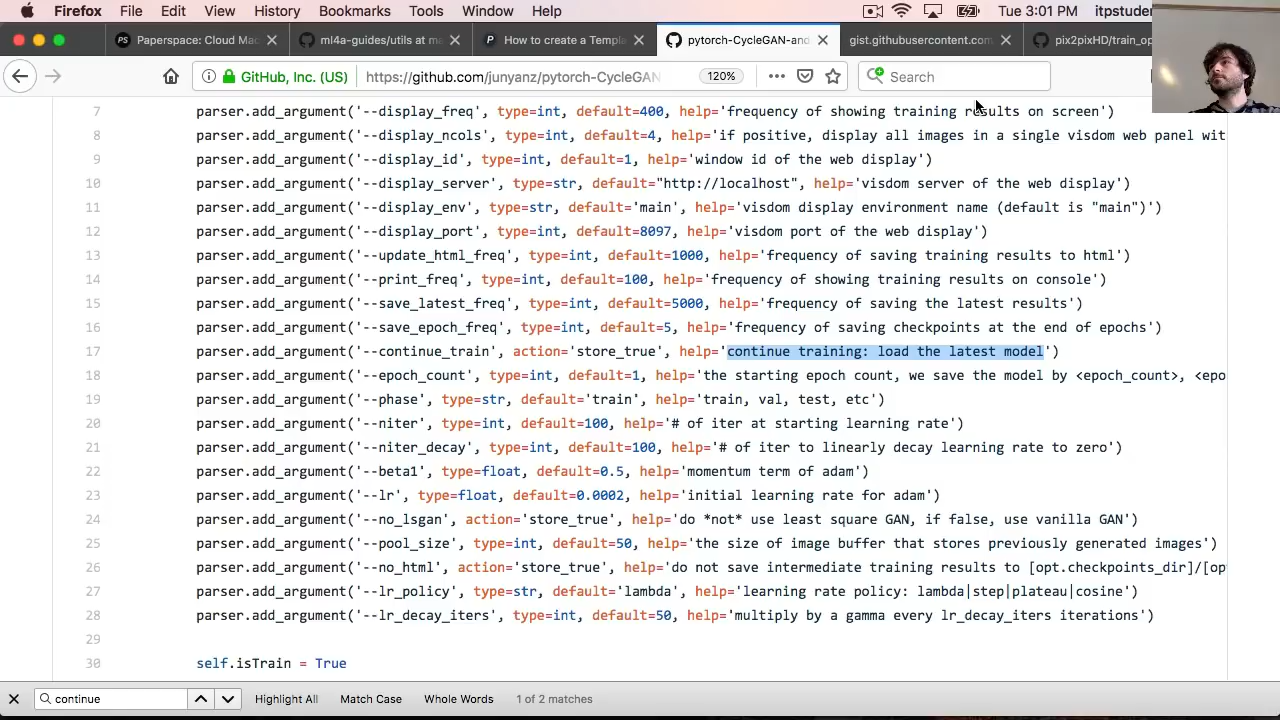 Firefox File Edit View History Bookmarks Tools Window Help Tue 3:01 PM itpstude
Paperspace: Cloud Mac ml4a-guides/utils at ma How to create a Templa pytorch-CycleGAN-and gist.githubusercontent.com pix2pixHD/train_op
GitHub, Inc. (US) https://github.com/junyanz/pytorch-CycleGAN 120% Search
7 parser.add_argument('--display_freq', type=int, default=400, help='frequency of showing training results on screen')
8 parser.add_argument('--display_ncols', type=int, default=4, help='if positive, display all images in a single visdom web panel wit
9 parser.add_argument('--display_id', type=int, default=1, help='window id of the web display')
10 parser.add_argument('--display_server', type=str, default="http://localhost", help='visdom server of the web display')
11 parser.add_argument('--display_env', type=str, default='main', help='visdom display environment name (default is "main")')
12 parser.add_argument('--display_port', type=int, default=8097, help='visdom port of the web display')
13 parser.add_argument('--update_html_freq', type=int, default=1000, help='frequency of saving training results to html')
14 parser.add_argument('--print_freq', type=int, default=100, help='frequency of showing training results on console')
15 parser.add_argument('--save_latest_freq', type=int, default=5000, help='frequency of saving the latest results')
16 parser.add_argument('--save_epoch_freq', type=int, default=5, help='frequency of saving checkpoints at the end of epochs')
17 parser.add_argument('--continue_train', action='store_true', help='continue training: load the latest model')
18 parser.add_argument('--epoch_count', type=int, default=1, help='the starting epoch count, we save the model by <epoch_count>, <epo
19 parser.add_argument('--phase', type=str, default='train', help='train, val, test, etc')
20 parser.add_argument('--niter', type=int, default=100, help='# of iter at starting learning rate')
21 parser.add_argument('--niter_decay', type=int, default=100, help='# of iter to linearly decay learning rate to zero')
22 parser.add_argument('--beta1', type=float, default=0.5, help='momentum term of adam')
23 parser.add_argument('--lr', type=float, default=0.0002, help='initial learning rate for adam')
24 parser.add_argument('--no_lsgan', action='store_true', help='do *not* use least square GAN, if false, use vanilla GAN')
25 parser.add_argument('--pool_size', type=int, default=50, help='the size of image buffer that stores previously generated images')
26 parser.add_argument('--no_html', action='store_true', help='do not save intermediate training results to [opt.checkpoints_dir]/[op
27 parser.add_argument('--lr_policy', type=str, default='lambda', help='learning rate policy: lambda|step|plateau|cosine')
28 parser.add_argument('--lr_decay_iters', type=int, default=50, help='multiply by a gamma every lr_decay_iters iterations')
29
30 self.isTrain = True
continue Highlight All Match Case Whole Words 1 of 2 matches